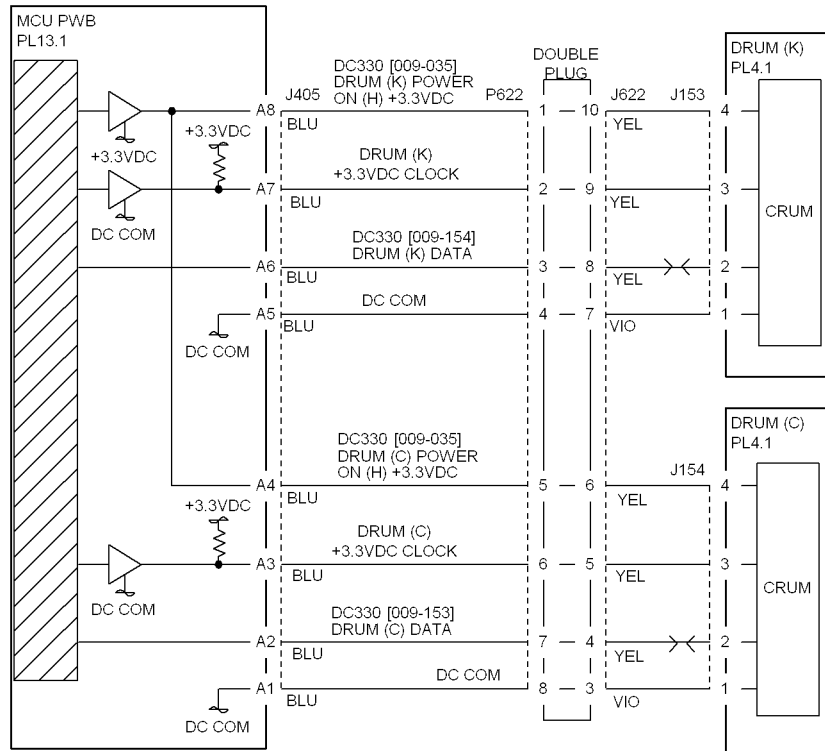 MCU PWB
PL13.1
DOUBLE
PLUG
DRUM (K)
PL4.1
DC330 [009-035]
DRUM (K) POWER
ON (H) +3.3VDC
A8 J405 P622 1 10 J622 J153 4
BLU YEL
+3.3VDC
+3.3VDC
DRUM (K)
+3.3VDC CLOCK
A7 2 9 3
BLU YEL
CRUM
DC COM
DC330 [009-154]
DRUM (K) DATA
A6 3 8 2
BLU YEL
DC COM
A5 4 7 1
BLU VIO
DC COM
DRUM (C)
PL4.1
DC330 [009-035]
DRUM (C) POWER
ON (H) +3.3VDC
J154
A4 5 6 4
BLU YEL
+3.3VDC
DRUM (C)
+3.3VDC CLOCK
A3 6 5 3
BLU YEL
CRUM
DC COM
DC330 [009-153]
DRUM (C) DATA
A2 7 4 2
BLU YEL
DC COM
A1 8 3 1
BLU VIO
DC COM